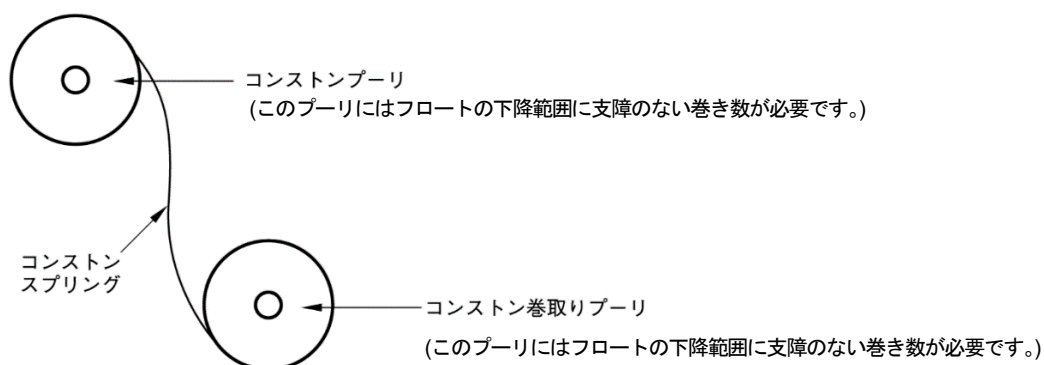 コンストンプーリ
(このプーリにはフロートの下降範囲に支障のない巻き数が必要です。)
コンストン
スプリング
コンストン巻取りプーリ
(このプーリにはフロートの下降範囲に支障のない巻き数が必要です。)